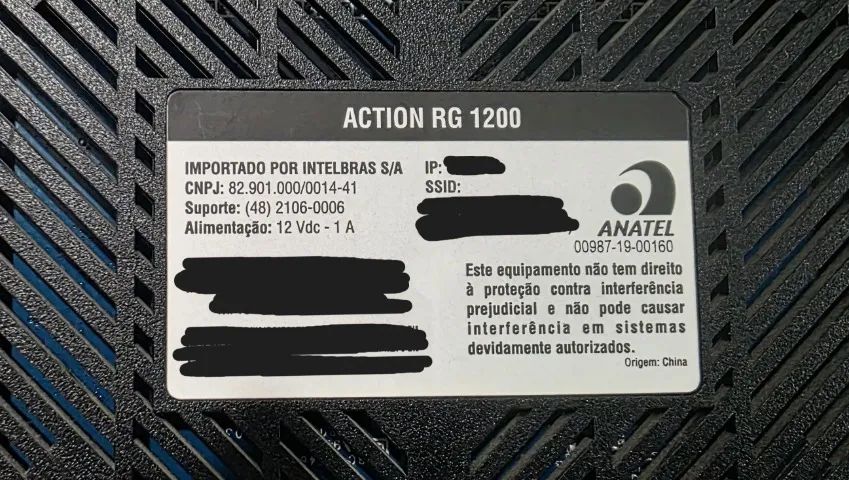 ACTION RG 1200
IMPORTADO POR INTELBRAS S/A
CNPJ: 82.901.000/0014-41
Suporte: (48) 2106-0006
Alimentação: 12 Vdc - 1 A
IP:
SSID:
ANATEL
00987-19-00160
Este equipamento não tem direito
à proteção contra interferência
prejudicial e não pode causar
interferência em sistemas
devidamente autorizados.
Origem: China